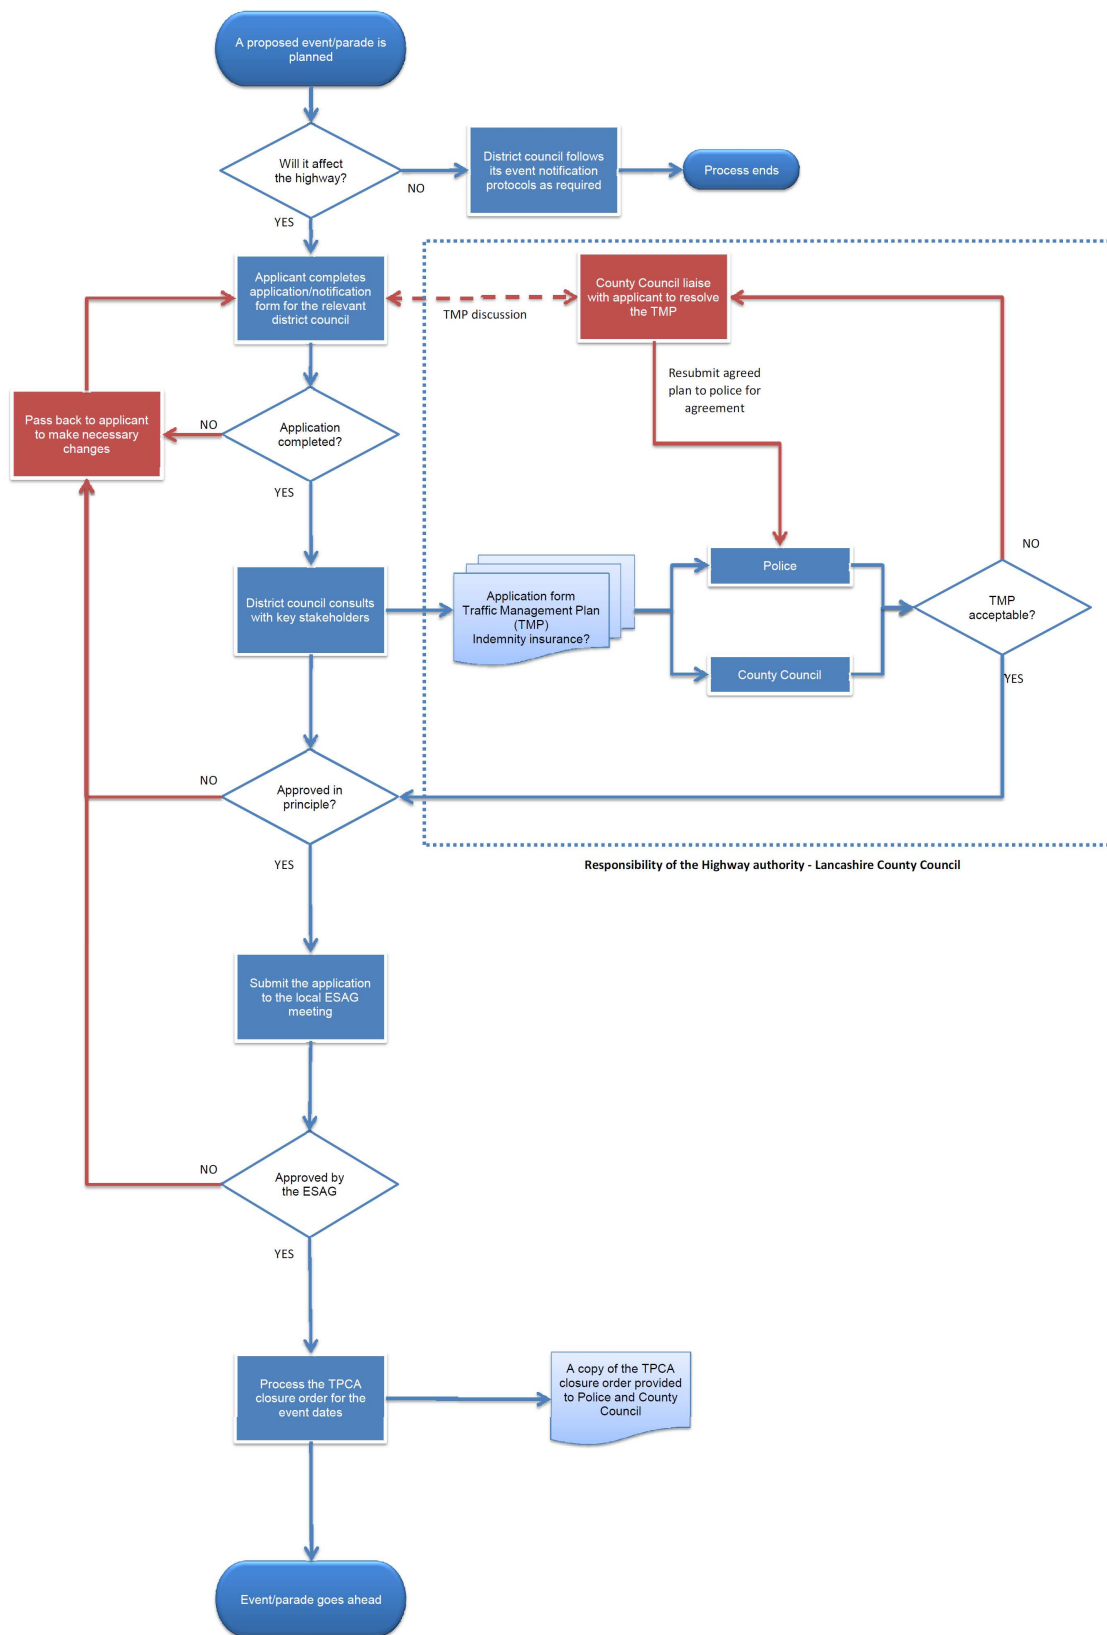 A proposed event/parade is
planned
Will it affect
the highway?
NO
District council follows
its event notification
protocols as required
Process ends
YES
Applicant completes
application/notification
form for the relevant
district council
TMP discussion
County Council liaise
with applicant to resolve
the TMP
Resubmit agreed
plan to police for
agreement
Pass back to applicant
to make necessary
changes
NO
Application
completed?
YES
District council consults
with key stakeholders
Application form
Traffic Management Plan
(TMP)
Indemnity insurance?
Police
County Council
NO
TMP
acceptable?
YES
NO
Approved in
principle?
YES
Responsibility of the Highway authority - Lancashire County Council
Submit the application
to the local ESAG
meeting
NO
Approved by
the ESAG
YES
Process the TPCA
closure order for the
event dates
A copy of the TPCA
closure order provided
to Police and County
Council
Event/parade goes ahead